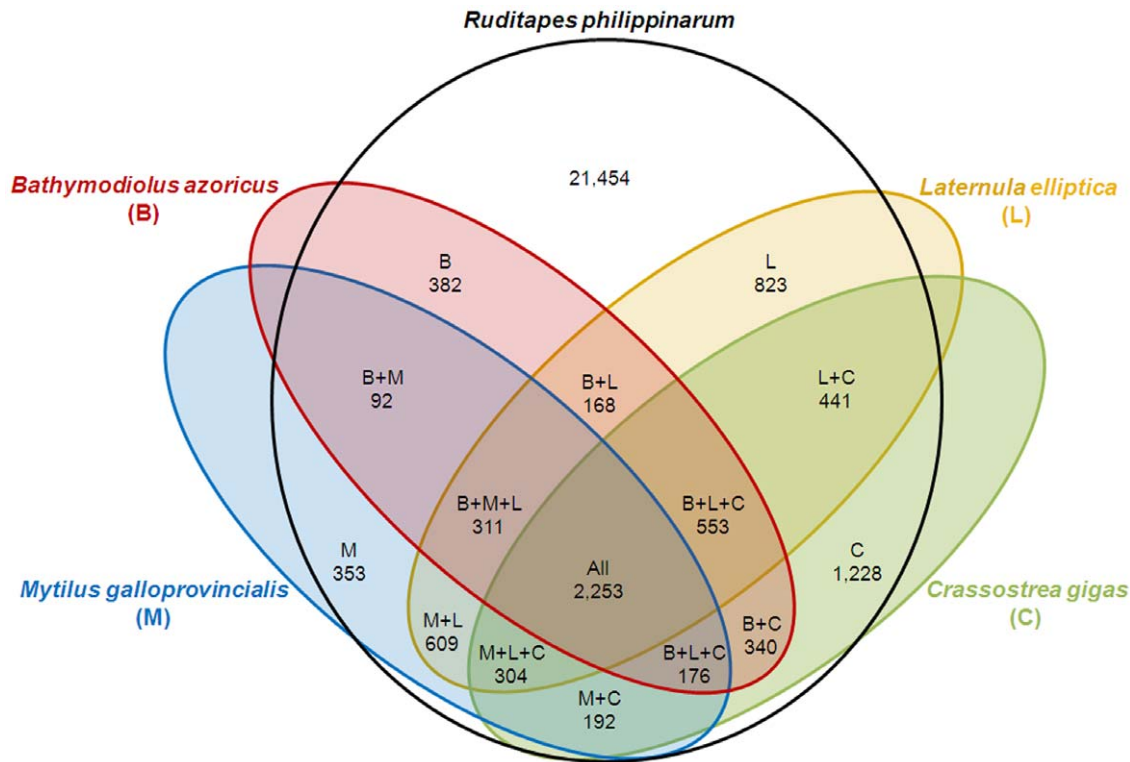 Ruditapes philippinarum
21,454
Bathymodiolus azoricus
(B)
Laternula elliptica
(L)
B
382
L
823
B+M
92
B+L
168
L+C
441
B+M+L
311
B+L+C
553
M
353
All
2,253
C
1,228
Mytilus galloprovincialis
(M)
Crassostrea gigas
(C)
M+L
609
M+L+C
304
B+L+C
176
B+C
340
M+C
192